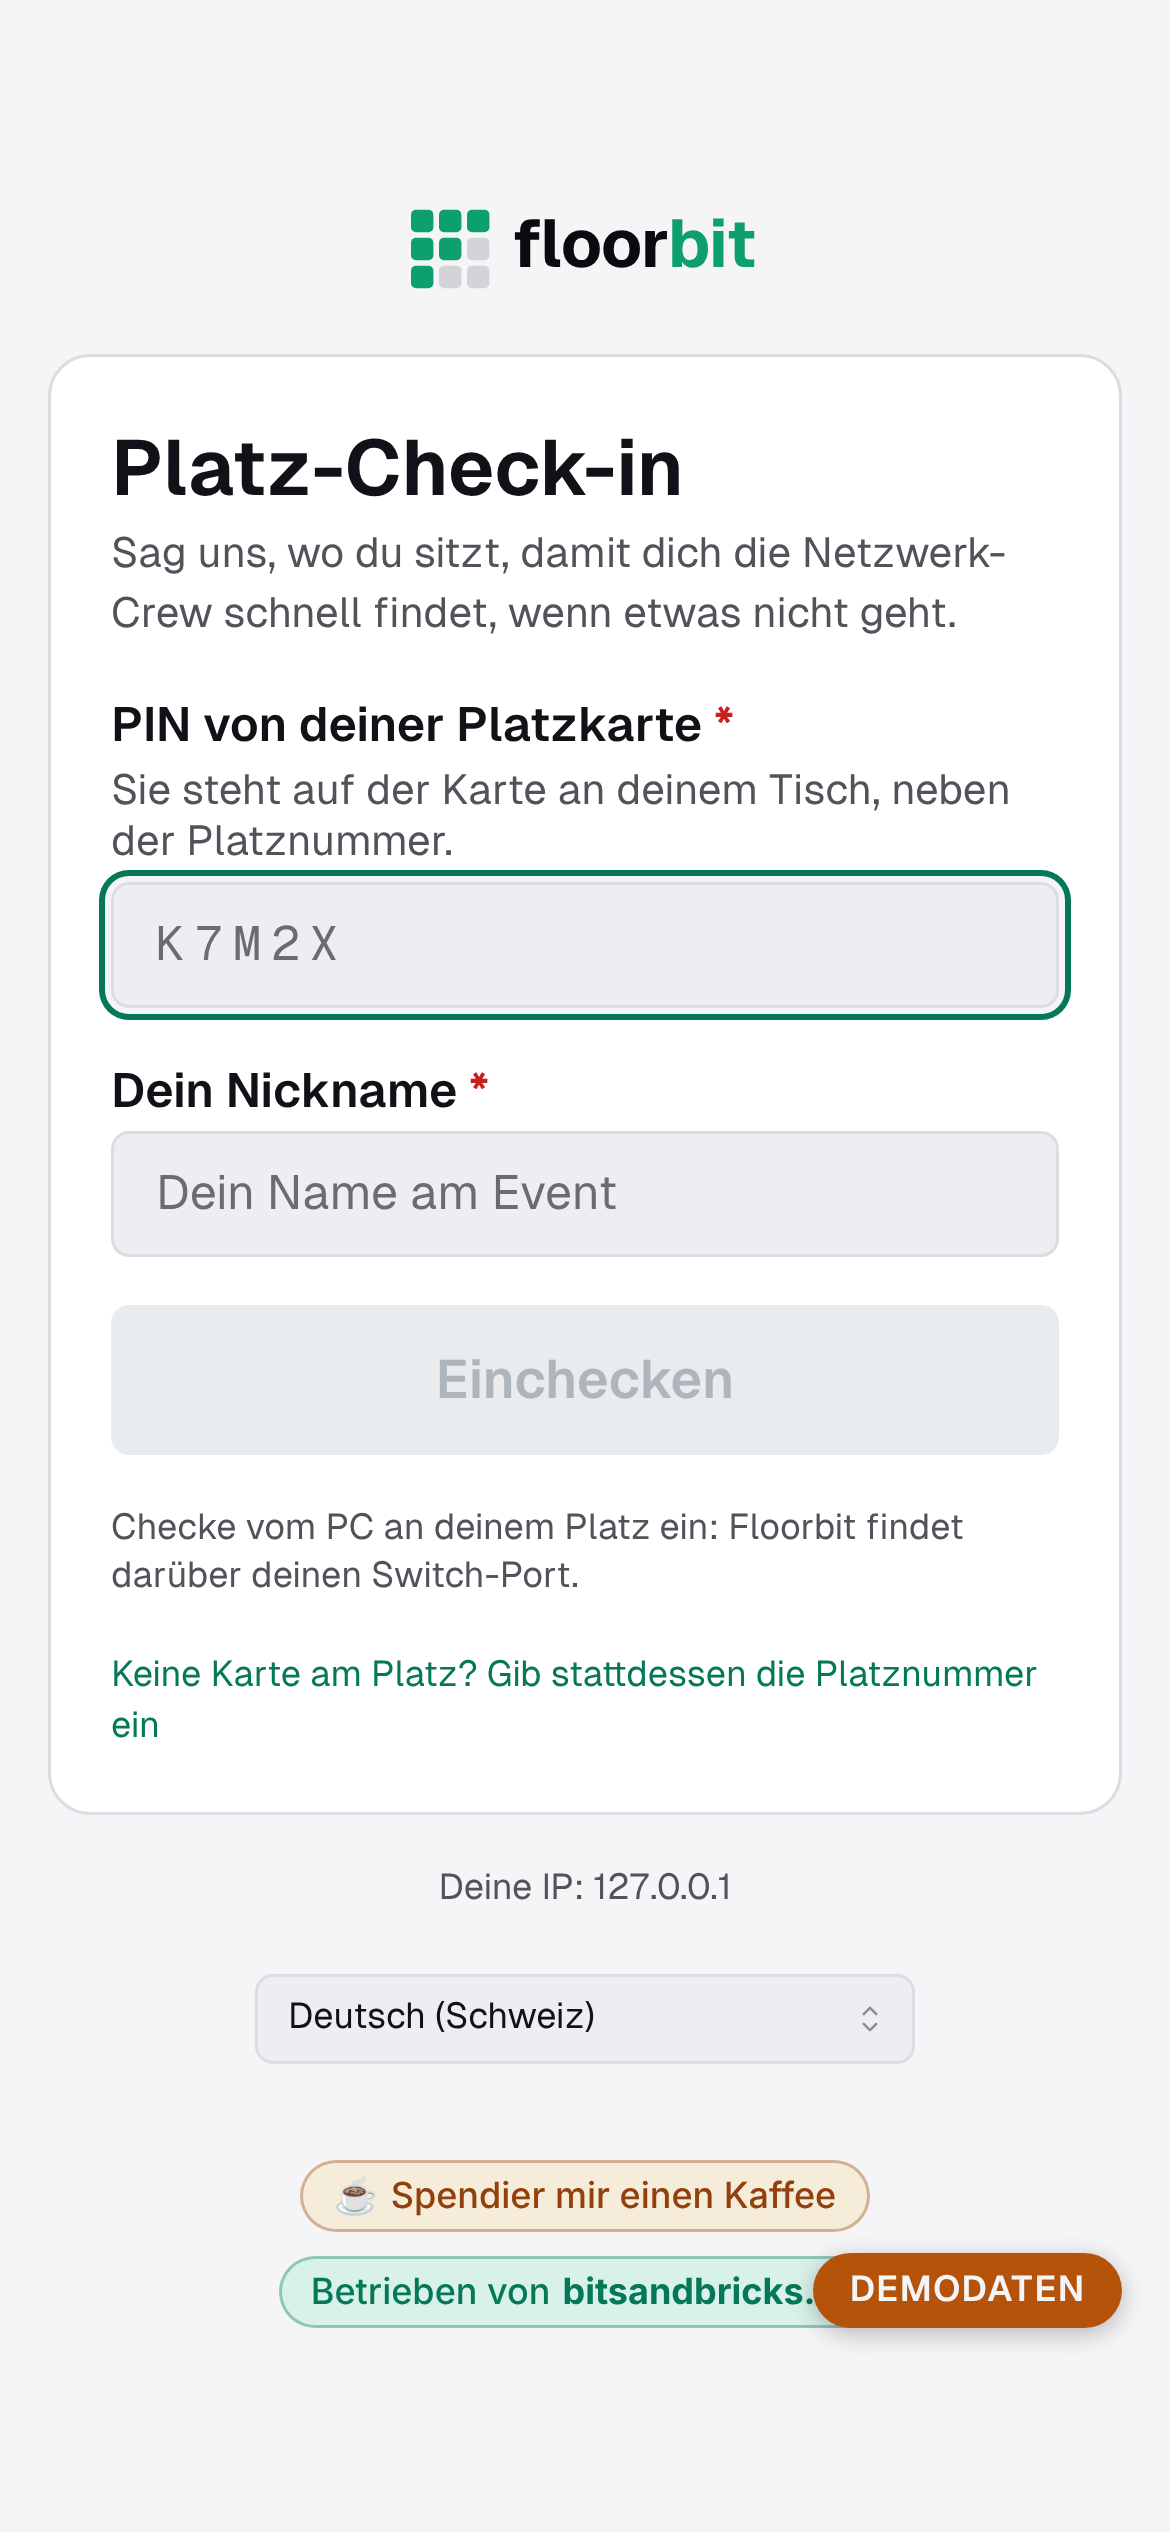 floorbit
Platz-Check-in
Sag uns, wo du sitzt, damit dich die Netzwerk-
Crew schnell findet, wenn etwas nicht geht.
PIN von deiner Platzkarte *
Sie steht auf der Karte an deinem Tisch, neben
der Platznummer.
K7M2X
Dein Nickname *
Dein Name am Event
Einchecken
Checke vom PC an deinem Platz ein: Floorbit findet
darüber deinen Switch-Port.
Keine Karte am Platz? Gib stattdessen die Platznummer
ein
Deine IP: 127.0.0.1
Deutsch (Schweiz)
☕ Spendier mir einen Kaffee
Betrieben von bitsandbricks.
DEMODATEN